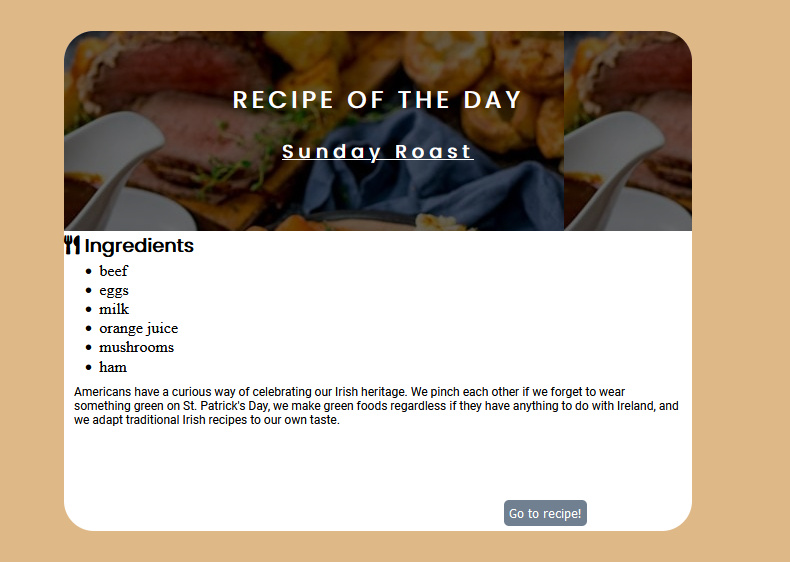 RECIPE OF THE DAY
Sunday Roast
Ingredients
beef
eggs
milk
orange juice
mushrooms
ham
Americans have a curious way of celebrating our Irish heritage. We pinch each other if we forget to wear
something green on St. Patrick's Day, we make green foods regardless if they have anything to do with Ireland, and
we adapt traditional Irish recipes to our own taste.
Go to recipe!